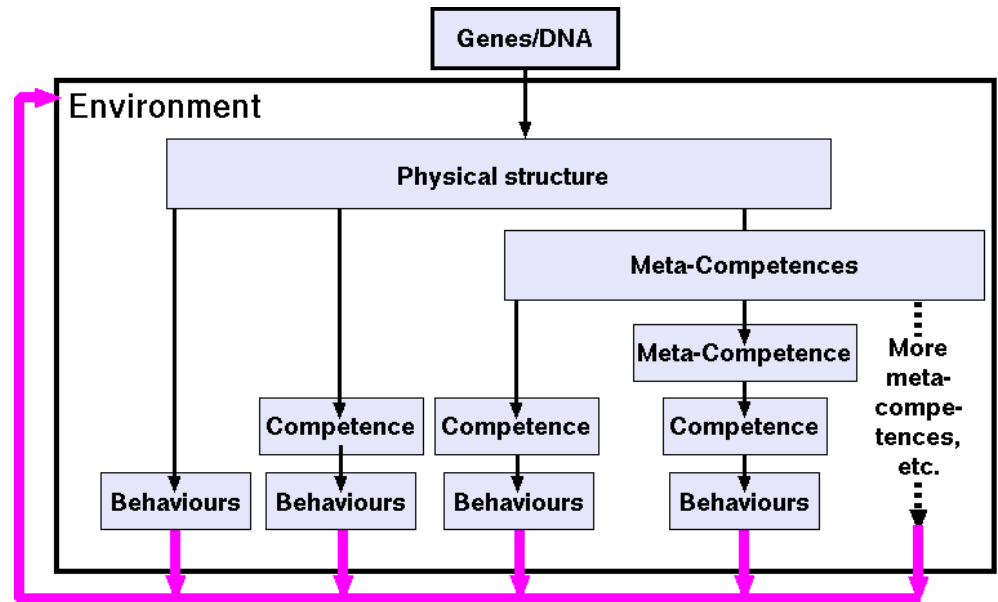 Genes/DNA
Environment
Physical structure
Meta-Competences
Meta-Competence
More
meta-
compe-
tences,
etc.
Competence
Competence
Competence
Behaviours
Behaviours
Behaviours
Behaviours